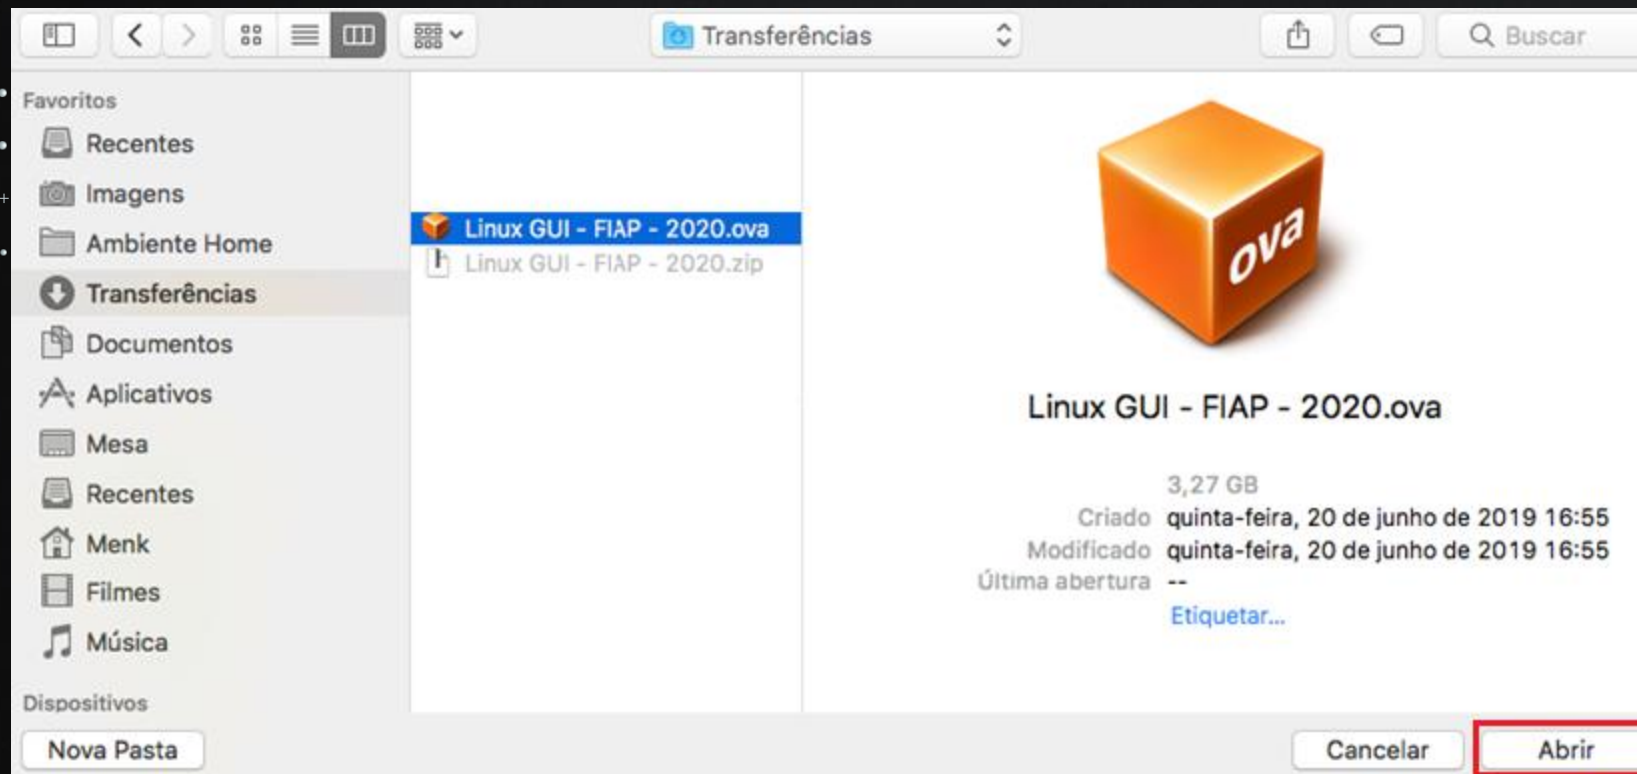 Transferências
Buscar
Favoritos
Recentes
Imagens
Ambiente Home
Transferências
Documentos
Aplicativos
Mesa
Recentes
Menk
Filmes
Música
Dispositivos
Linux GUI - FIAP - 2020.ova
Linux GUI - FIAP - 2020.zip
ova
Linux GUI - FIAP - 2020.ova
3,27 GB
Criado quinta-feira, 20 de junho de 2019 16:55
Modificado quinta-feira, 20 de junho de 2019 16:55
Última abertura --
Etiquetar...
Nova Pasta
Cancelar
Abrir